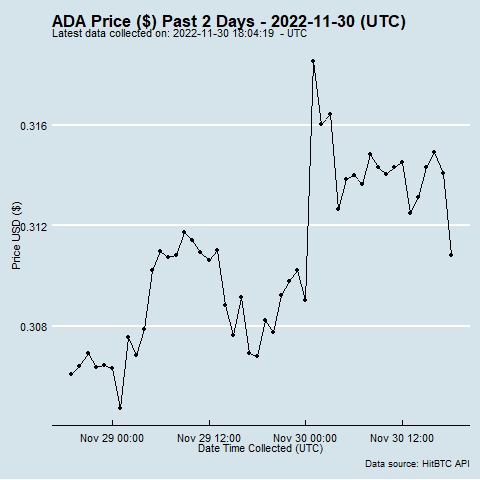 ADA Price ($) Past 2 Days - 2022-11-30 (UTC)
Latest data collected on: 2022-11-30 18:04:19 - UTC
0.316
0.312
0.308
Price USD ($)
Nov 29 00:00 Nov 29 12:00 Nov 30 00:00 Nov 30 12:00
Date Time Collected (UTC)
Data source: HitBTC API